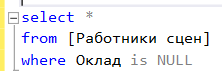 select *
from [Работники сцен]
where Оклад is NULL